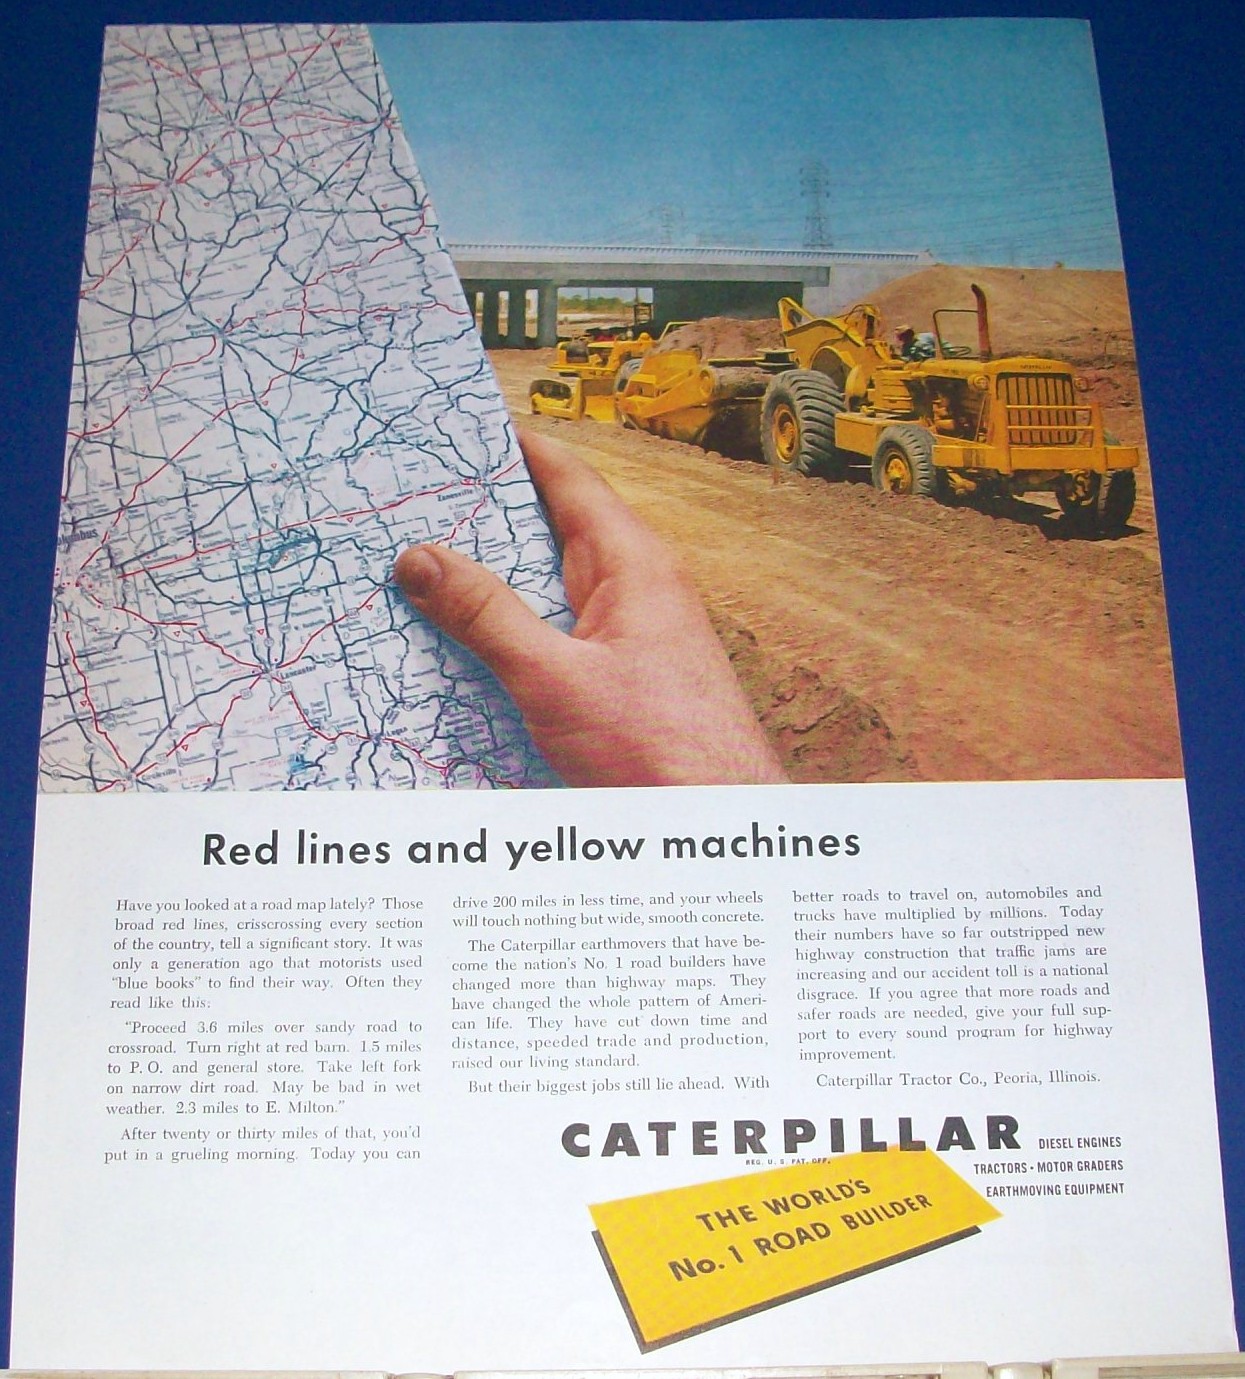 Zanesville
Lancaster
Logan
Circleville
CATERPILLAR
Red lines and yellow machines
Have you looked at a road map lately? Those
broad red lines, crisscrossing every section
of the country, tell a significant story. It was
only a generation ago that motorists used
"blue books" to find their way. Often they
read like this:
"Proceed 3.6 miles over sandy road to
crossroad. Turn right at red barn. 1.5 miles
to P. O. and general store. Take left fork
on narrow dirt road. May be bad in wet
weather. 2.3 miles to E. Milton."
After twenty or thirty miles of that, you'd
put in a grueling morning. Today you can
drive 200 miles in less time, and your wheels
will touch nothing but wide, smooth concrete.
The Caterpillar earthmovers that have be-
come the nation's No. 1 road builders have
changed more than highway maps. They
have changed the whole pattern of Ameri-
can life. They have cut down time and
distance, speeded trade and production,
raised our living standard.
But their biggest jobs still lie ahead. With
better roads to travel on, automobiles and
trucks have multiplied by millions. Today
their numbers have so far outstripped new
highway construction that traffic jams are
increasing and our accident toll is a national
disgrace. If you agree that more roads and
safer roads are needed, give your full sup-
port to every sound program for highway
improvement.
Caterpillar Tractor Co., Peoria, Illinois.
CATERPILLAR
REG. U. S. PAT. OFF.
DIESEL ENGINES
TRACTORS • MOTOR GRADERS
EARTHMOVING EQUIPMENT
THE WORLD'S
No. 1 ROAD BUILDER